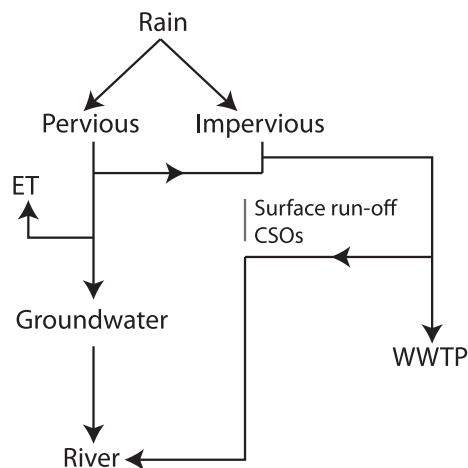 Rain
Pervious
Impervious
ET
Surface run-off
CSOs
Groundwater
WWTP
River